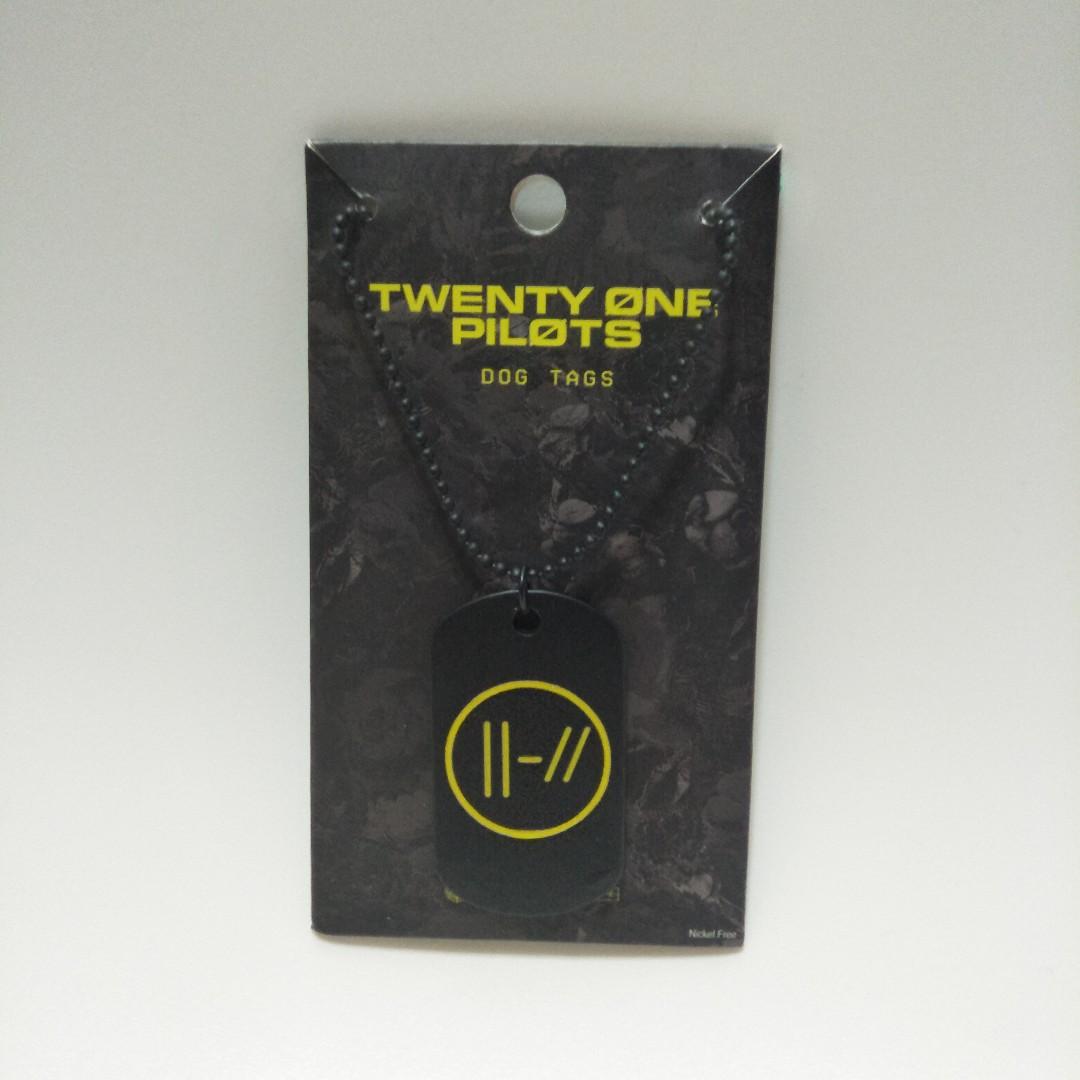 TWENTY ØNE
PILØTS
DOG TAGS
||-//
Nickel Free